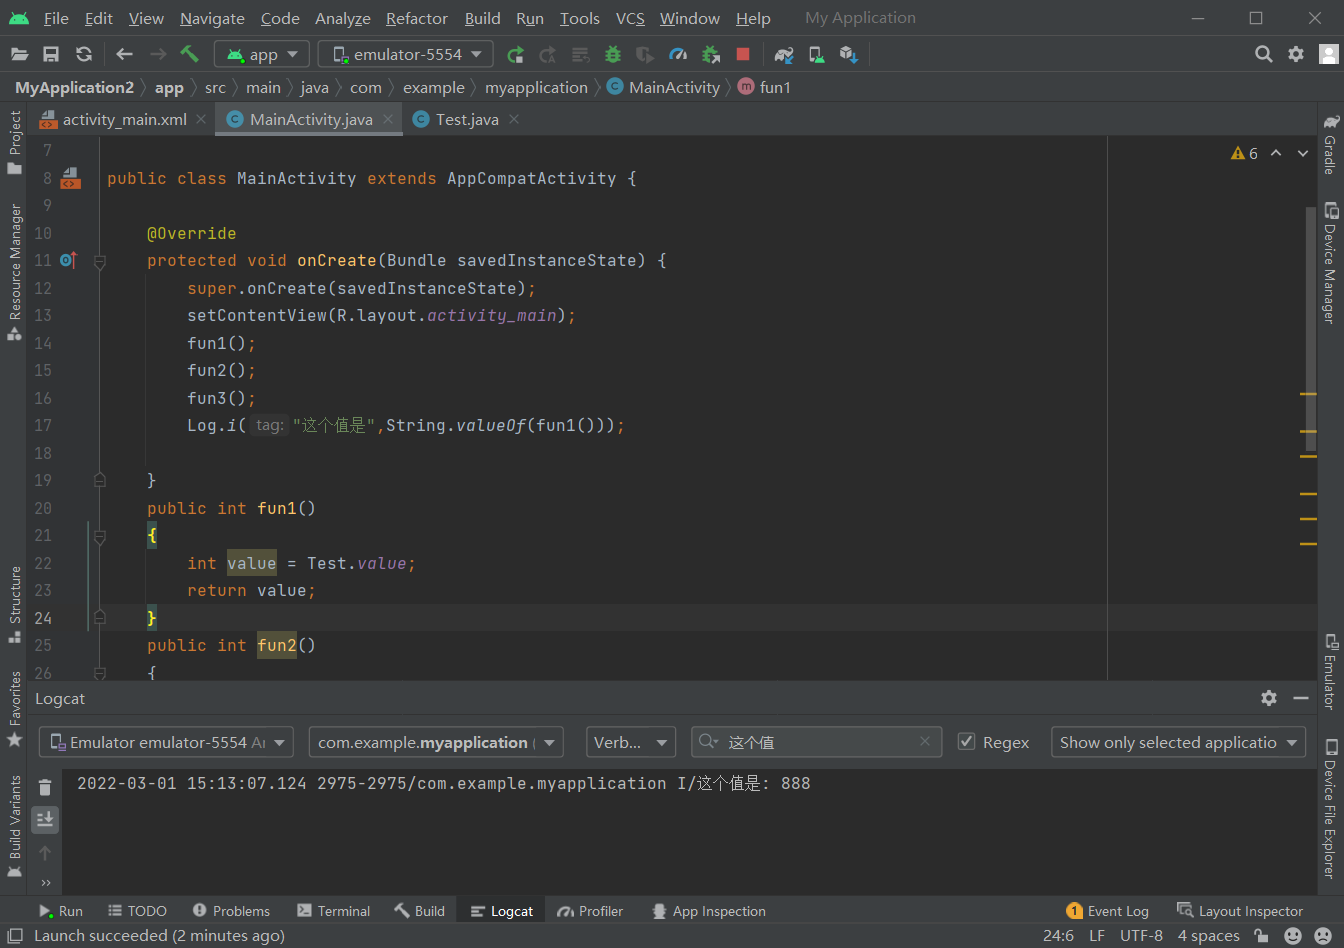 File Edit View Navigate Code Analyze Refactor Build Run Tools VCS Window Help My Application
app emulator-5554
MyApplication2 app src main java com example myapplication MainActivity fun1
activity_main.xml MainActivity.java Test.java
Project
Resource Manager
Structure
Favorites
Build Variants
6
7
8 public class MainActivity extends AppCompatActivity {
9
10 @Override
11 protected void onCreate(Bundle savedInstanceState) {
12 super.onCreate(savedInstanceState);
13 setContentView(R.layout.activity_main);
14 fun1();
15 fun2();
16 fun3();
17 Log.i( tag: "这个值是",String.valueOf(fun1()));
18
19 }
20 public int fun1()
21 {
22 int value = Test.value;
23 return value;
24 }
25 public int fun2()
26 {
Gradle
Device Manager
Emulator
Device File Explorer
Logcat
Emulator emulator-5554 com.example.myapplication ( Verb... 这个值 Regex Show only selected applicatio
2022-03-01 15:13:07.124 2975-2975/com.example.myapplication I/这个值是: 888
Run TODO Problems Terminal Build Logcat Profiler App Inspection 1 Event Log Layout Inspector
Launch succeeded (2 minutes ago) 24:6 LF UTF-8 4 spaces